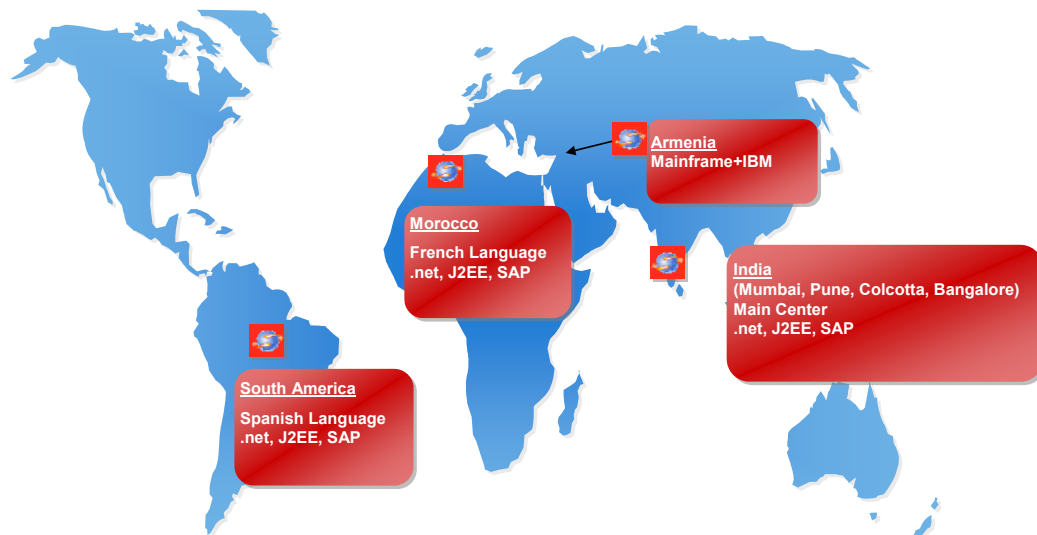 Armenia
Mainframe+IBM
Morocco
French Language
.net, J2EE, SAP
India
(Mumbai, Pune, Colcotta, Bangalore)
Main Center
.net, J2EE, SAP
South America
Spanish Language
.net, J2EE, SAP